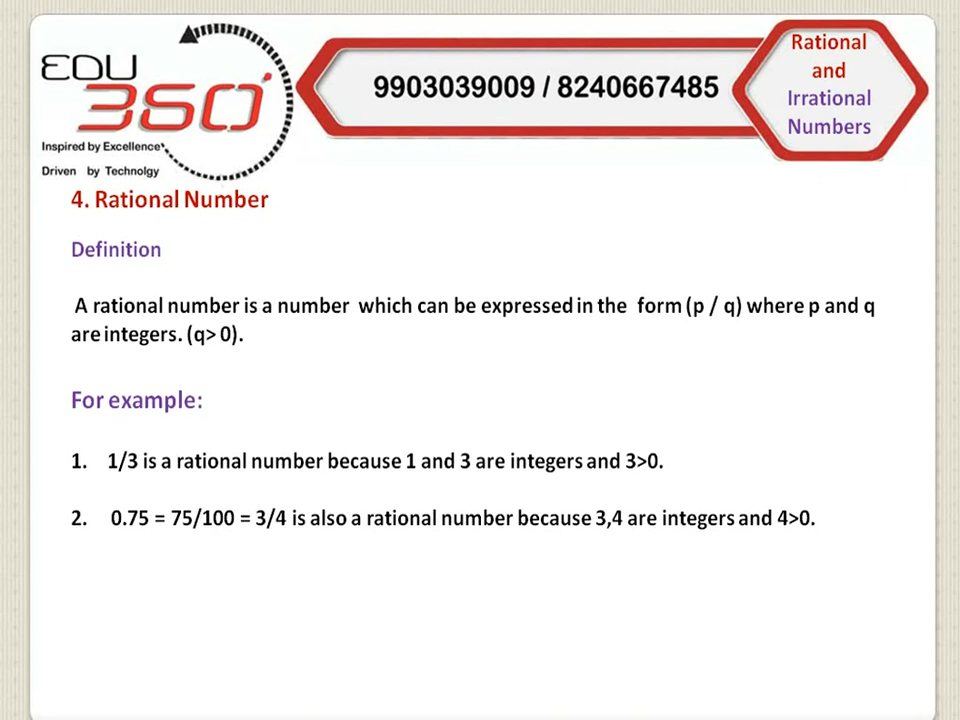 EDU
360
Inspired by Excellence
Driven by Technolgy
9903039009 / 8240667485
Rational
and
Irrational
Numbers
4. Rational Number
Definition
A rational number is a number which can be expressed in the form (p / q) where p and q
are integers. (q> 0).
For example:
1. 1/3 is a rational number because 1 and 3 are integers and 3>0.
2. 0.75 = 75/100 = 3/4 is also a rational number because 3,4 are integers and 4>0.